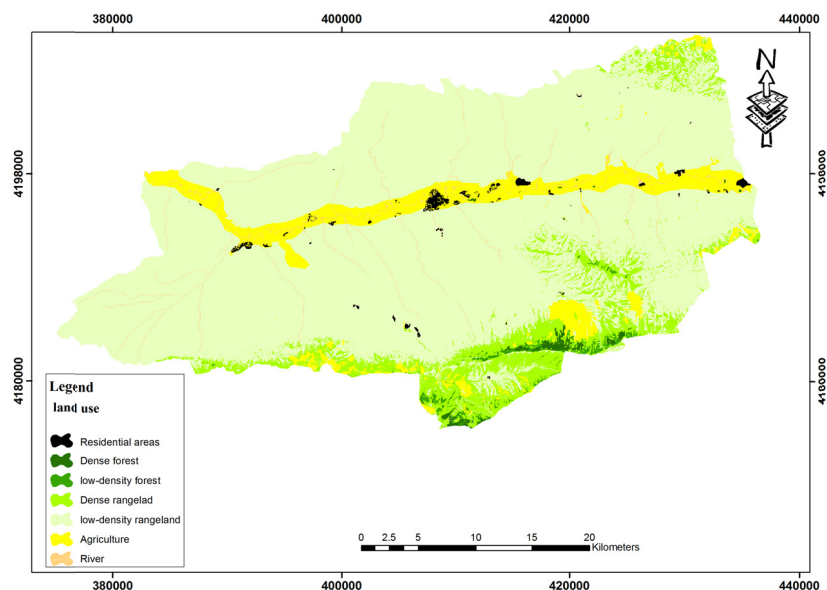 380000 400000 420000 440000
N
4198000
4198000
4180000
4180000
Legend
land use
Residential areas
Dense forest
low-density forest
Dense rangelad
low-density rangeland
Agriculture
River
0 2.5 5 10 15 20
Kilometers
380000 400000 420000 440000